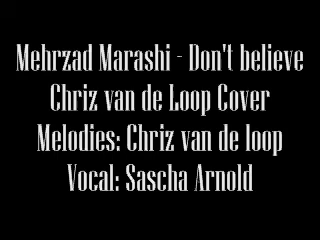 Mehrzad Marashi - Don't believe
Chriz van de Loop Cover
Melodies: Chriz van de loop
Vocal: Sascha Arnold